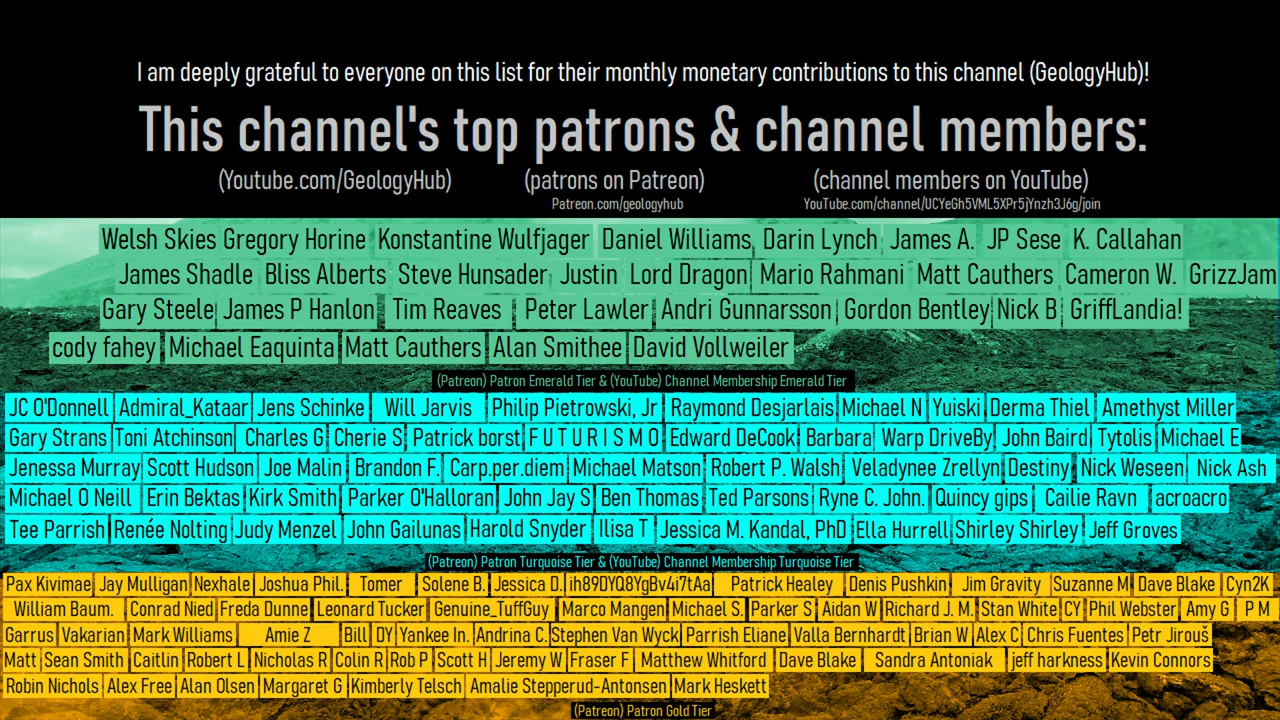 I am deeply grateful to everyone on this list for their monthly monetary contributions to this channel (GeologyHub)!
This channel's top patrons & channel members:
(Youtube.com/GeologyHub) (patrons on Patreon) (channel members on YouTube)
Patreon.com/geologyhub YouTube.com/channel/UCYeGh5VML5XPr5jYnzh3J6g/join
Welsh Skies Gregory Horine Konstantine Wulfjager Daniel Williams Darin Lynch James A. JP Sese K. Callahan
James Shadle Bliss Alberts Steve Hunsader Justin Lord Dragon Mario Rahmani Matt Cauthers Cameron W. GrizzJam
Gary Steele James P Hanlon Tim Reaves Peter Lawler Andri Gunnarsson Gordon Bentley Nick B GriffLandia!
cody fahey Michael Eaquinta Matt Cauthers Alan Smithee David Vollweiler
(Patreon) Patron Emerald Tier & (YouTube) Channel Membership Emerald Tier
JC O'Donnell Admiral_Kataar Jens Schinke Will Jarvis Philip Pietrowski, Jr Raymond Desjarlais Michael N Yuiski Derma Thiel Amethyst Miller
Gary Strans Toni Atchinson Charles G Cherie S Patrick borst F U T U R I S M O Edward DeCook Barbara Warp DriveBy John Baird Tytolis Michael E
Jenessa Murray Scott Hudson Joe Malin Brandon F. Carp.per.diem Michael Matson Robert P. Walsh Veladynee Zrellyn Destiny Nick Weseen Nick Ash
Michael O Neill Erin Bektas Kirk Smith Parker O'Halloran John Jay S Ben Thomas Ted Parsons Ryne C. John. Quincy gips Cailie Ravn acroacro
Tee Parrish Renée Nolting Judy Menzel John Gailunas Harold Snyder Ilisa T Jessica M. Kandal, PhD Ella Hurrell Shirley Shirley Jeff Groves
(Patreon) Patron Turquoise Tier & (YouTube) Channel Membership Turquoise Tier
Pax Kivimae Jay Mulligan Nexhale Joshua Phil Tomer Solene B. Jessica D. ih89DYQ8YgBv4i7tAa Patrick Healey Denis Pushkin Jim Gravity Suzanne M Dave Blake Cyn2K
William Baum. Conrad Nied Freda Dunne Leonard Tucker Genuine_TuffGuy Marco Mangen Michael S. Parker S Aidan W Richard J. M. Stan White CY Phil Webster Amy G P M
Garrus Vakarian Mark Williams Amie Z Bill DY Yankee In. Andrina C. Stephen Van Wyck Parrish Eliane Valla Bernhardt Brian W Alex C Chris Fuentes Petr Jirouš
Matt Sean Smith Caitlin Robert L Nicholas R Colin R Rob P Scott H Jeremy W Fraser F Matthew Whitford Dave Blake Sandra Antoniak jeff harkness Kevin Connors
Robin Nichols Alex Free Alan Olsen Margaret G Kimberly Telsch Amalie Stepperud-Antonsen Mark Heskett
(Patreon) Patron Gold Tier